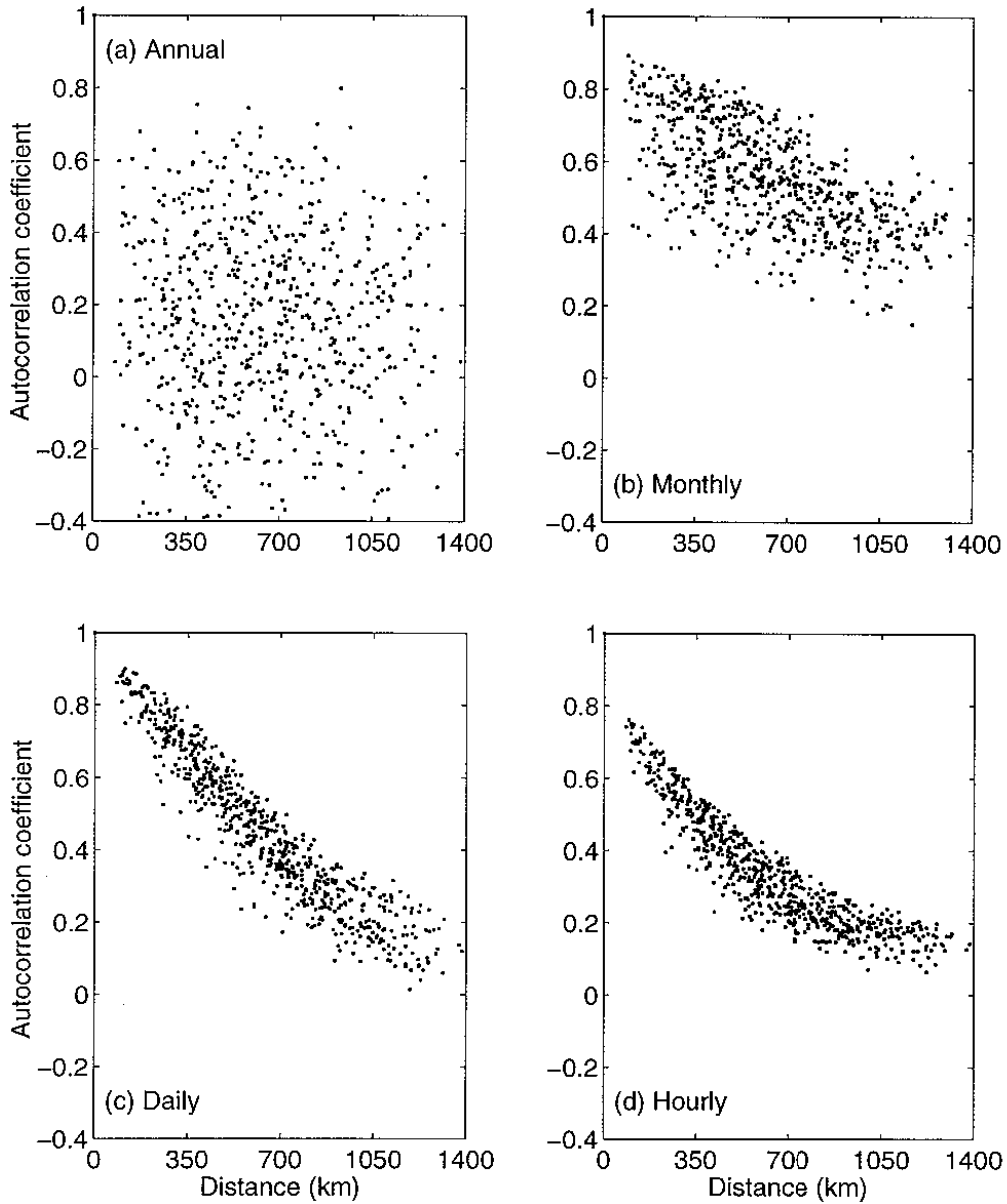 (a) Annual
Autocorrelation coefficient
1
0.8
0.6
0.4
0.2
0
−0.2
−0.4
0 350 700 1050 1400
(b) Monthly
1
0.8
0.6
0.4
0.2
0
−0.2
−0.4
0 350 700 1050 1400
(c) Daily
Autocorrelation coefficient
1
0.8
0.6
0.4
0.2
0
−0.2
−0.4
0 350 700 1050 1400
Distance (km)
(d) Hourly
1
0.8
0.6
0.4
0.2
0
−0.2
−0.4
0 350 700 1050 1400
Distance (km)